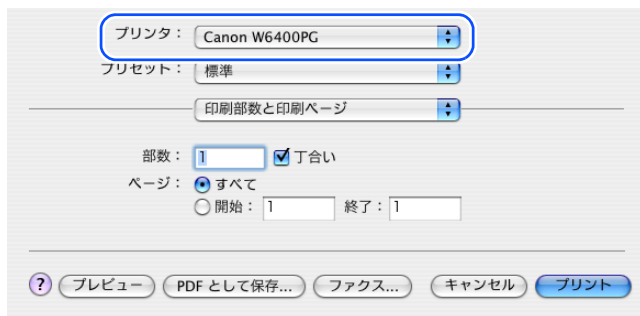 プリンタ： Canon W6400PG
プリセット： 標準
印刷部数と印刷ページ
部数： 1 丁合い
ページ： すべて
開始： 1 終了： 1
? プレビュー PDF として保存... ファクス... キャンセル プリント